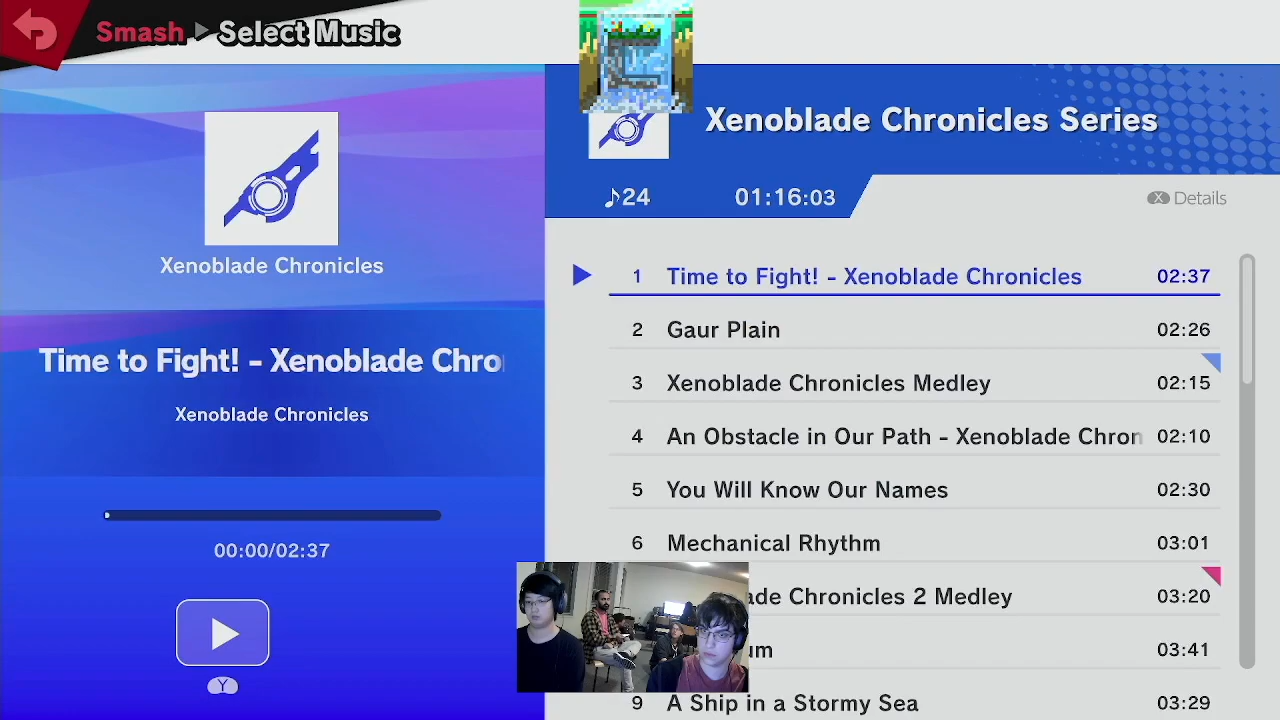 Smash ▶ Select Music
Xenoblade Chronicles Series
♪24 01:16:03
X Details
Xenoblade Chronicles
Time to Fight! - Xenoblade Chro
Xenoblade Chronicles
00:00/02:37
Y
1 Time to Fight! - Xenoblade Chronicles 02:37
2 Gaur Plain 02:26
3 Xenoblade Chronicles Medley 02:15
4 An Obstacle in Our Path - Xenoblade Chron 02:10
5 You Will Know Our Names 02:30
6 Mechanical Rhythm 03:01
ade Chronicles 2 Medley 03:20
um 03:41
9 A Ship in a Stormy Sea 03:29